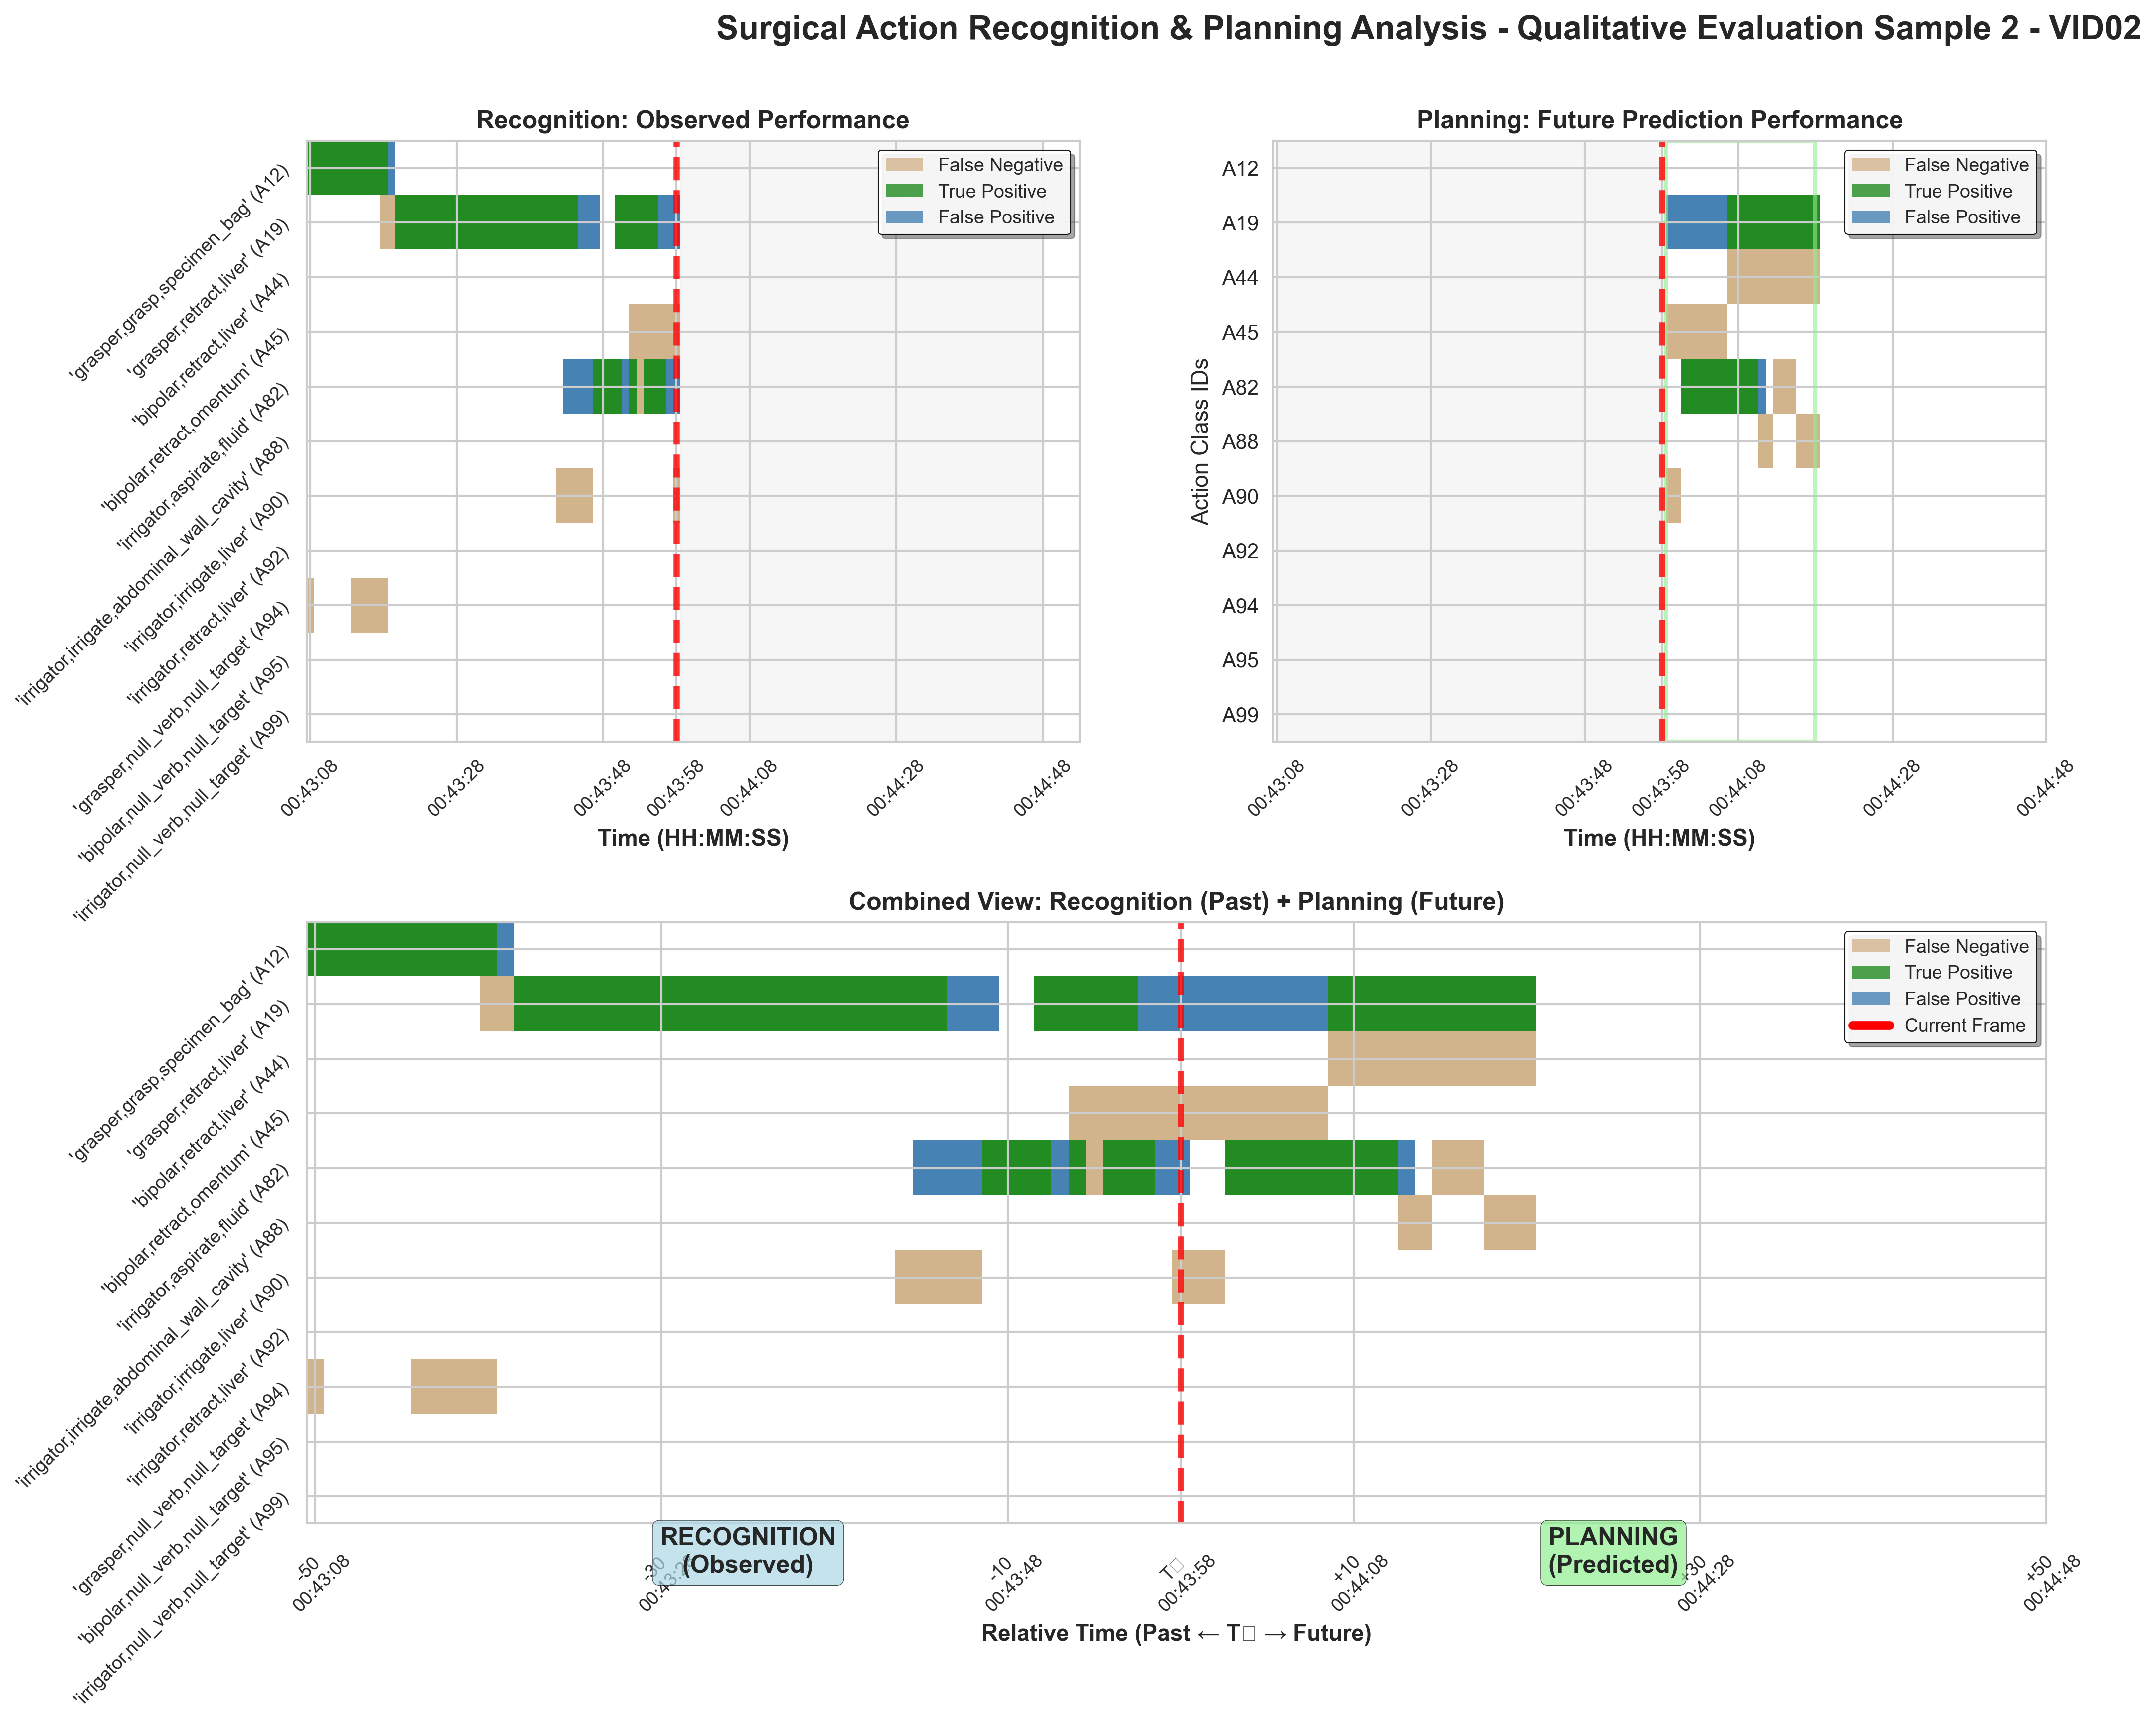 Surgical Action Recognition & Planning Analysis - Qualitative Evaluation Sample 2 - VID02
Recognition: Observed Performance
'grasper,grasp,specimen_bag' (A12)
'grasper,retract,liver' (A19)
'bipolar,retract,liver' (A44)
'bipolar,retract,omentum' (A45)
'irrigator,aspirate,fluid' (A82)
'irrigator,irrigate,abdominal_wall_cavity' (A88)
'irrigator,irrigate,liver' (A90)
'irrigator,retract,liver' (A92)
'grasper,null_verb,null_target' (A94)
'bipolar,null_verb,null_target' (A95)
'irrigator,null_verb,null_target' (A99)
False Negative
True Positive
False Positive
00:43:08
00:43:28
00:43:48
00:43:58
00:44:08
00:44:28
00:44:48
Time (HH:MM:SS)
Planning: Future Prediction Performance
Action Class IDs
A12
A19
A44
A45
A82
A88
A90
A92
A94
A95
A99
False Negative
True Positive
False Positive
00:43:08
00:43:28
00:43:48
00:43:58
00:44:08
00:44:28
00:44:48
Time (HH:MM:SS)
Combined View: Recognition (Past) + Planning (Future)
'grasper,grasp,specimen_bag' (A12)
'grasper,retract,liver' (A19)
'bipolar,retract,liver' (A44)
'bipolar,retract,omentum' (A45)
'irrigator,aspirate,fluid' (A82)
'irrigator,irrigate,abdominal_wall_cavity' (A88)
'irrigator,irrigate,liver' (A90)
'irrigator,retract,liver' (A92)
'grasper,null_verb,null_target' (A94)
'bipolar,null_verb,null_target' (A95)
'irrigator,null_verb,null_target' (A99)
False Negative
True Positive
False Positive
Current Frame
-50
00:43:08
-30
00:43:28
-10
00:43:48
T□
00:43:58
+10
00:44:08
+30
00:44:28
+50
00:44:48
RECOGNITION
(Observed)
PLANNING
(Predicted)
Relative Time (Past ← T□ → Future)